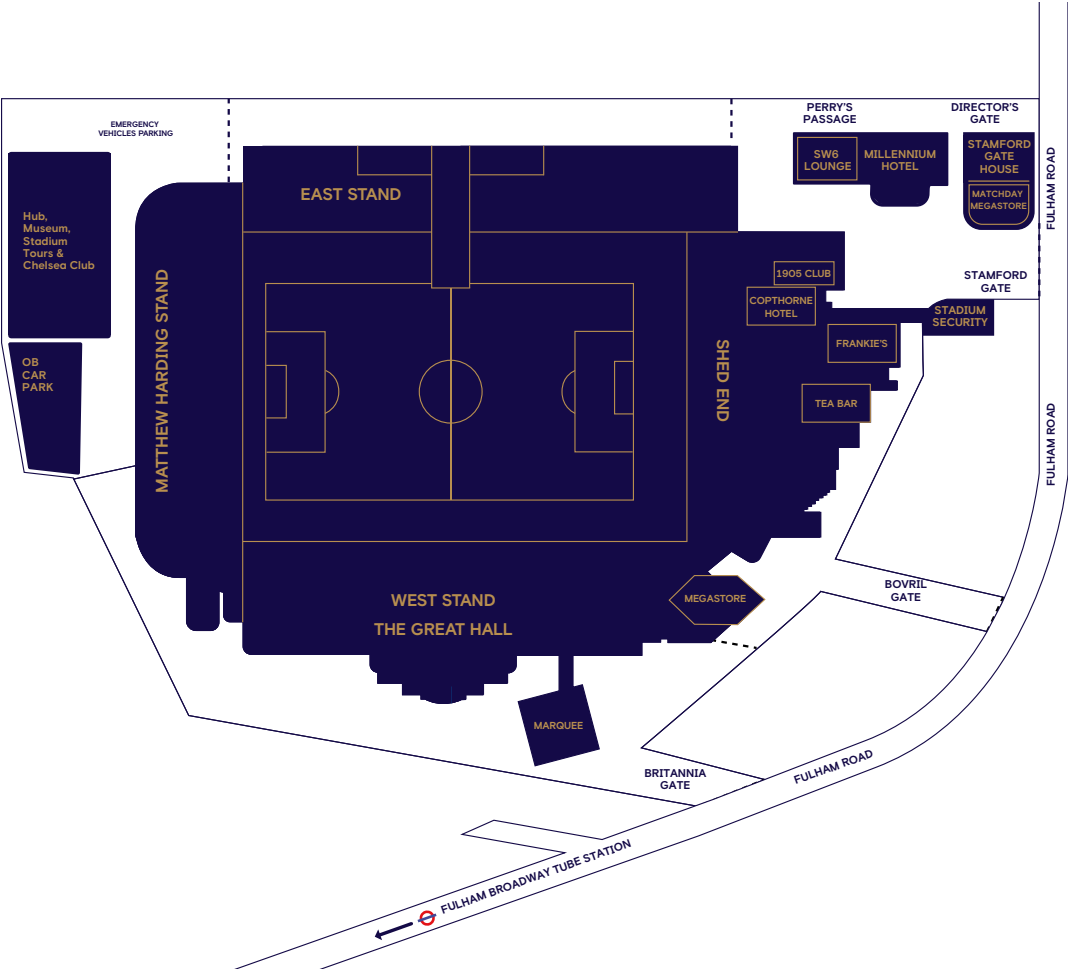 PERRY'S
PASSAGE
DIRECTOR'S
GATE
EMERGENCY
VEHICLES PARKING
SW6
LOUNGE
MILLENNIUM
HOTEL
STAMFORD
GATE
HOUSE
MATCHDAY
MEGASTORE
FULHAM ROAD
EAST STAND
Hub,
Museum,
Stadium
Tours &
Chelsea Club
1905 CLUB
COPTHORNE
HOTEL
STAMFORD
GATE
STADIUM
SECURITY
FRANKIE'S
OB
CAR
PARK
MATTHEW HARDING STAND
SHED END
TEA BAR
FULHAM ROAD
BOVRIL
GATE
WEST STAND
THE GREAT HALL
MEGASTORE
MARQUEE
BRITANNIA
GATE
FULHAM ROAD
FULHAM BROADWAY TUBE STATION